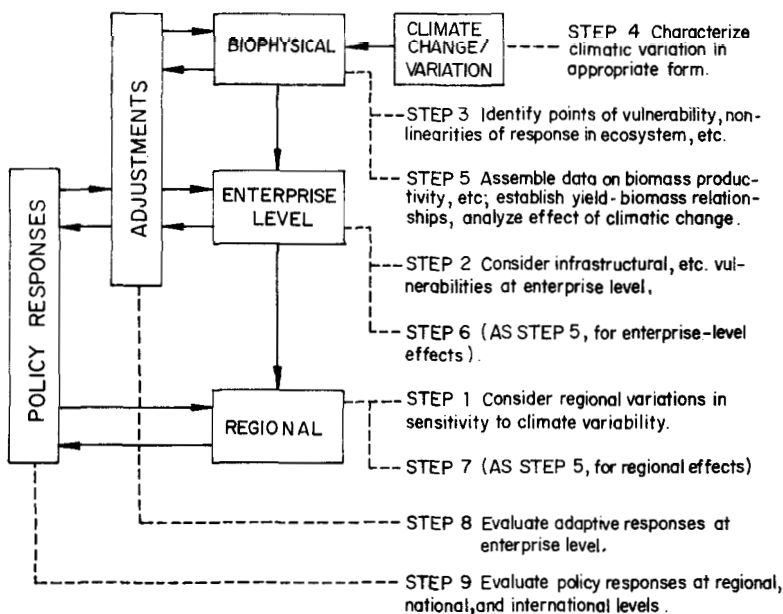 POLICY RESPONSES
ADJUSTMENTS
BIOPHYSICAL
CLIMATE
CHANGE/
VARIATION
ENTERPRISE
LEVEL
REGIONAL
STEP 4 Characterize
climatic variation in
appropriate form.
STEP 3 Identify points of vulnerability, non-
linearities of response in ecosystem, etc.
STEP 5 Assemble data on biomass produc-
tivity, etc; establish yield-biomass relation-
ships, analyze effect of climatic change.
STEP 2 Consider infrastructural, etc. vul-
nerabilities at enterprise level.
STEP 6 (AS STEP 5, for enterprise-level
effects).
STEP 1 Consider regional variations in
sensitivity to climate variability.
STEP 7 (AS STEP 5, for regional effects)
STEP 8 Evaluate adaptive responses at
enterprise level.
STEP 9 Evaluate policy responses at regional,
national, and international levels.